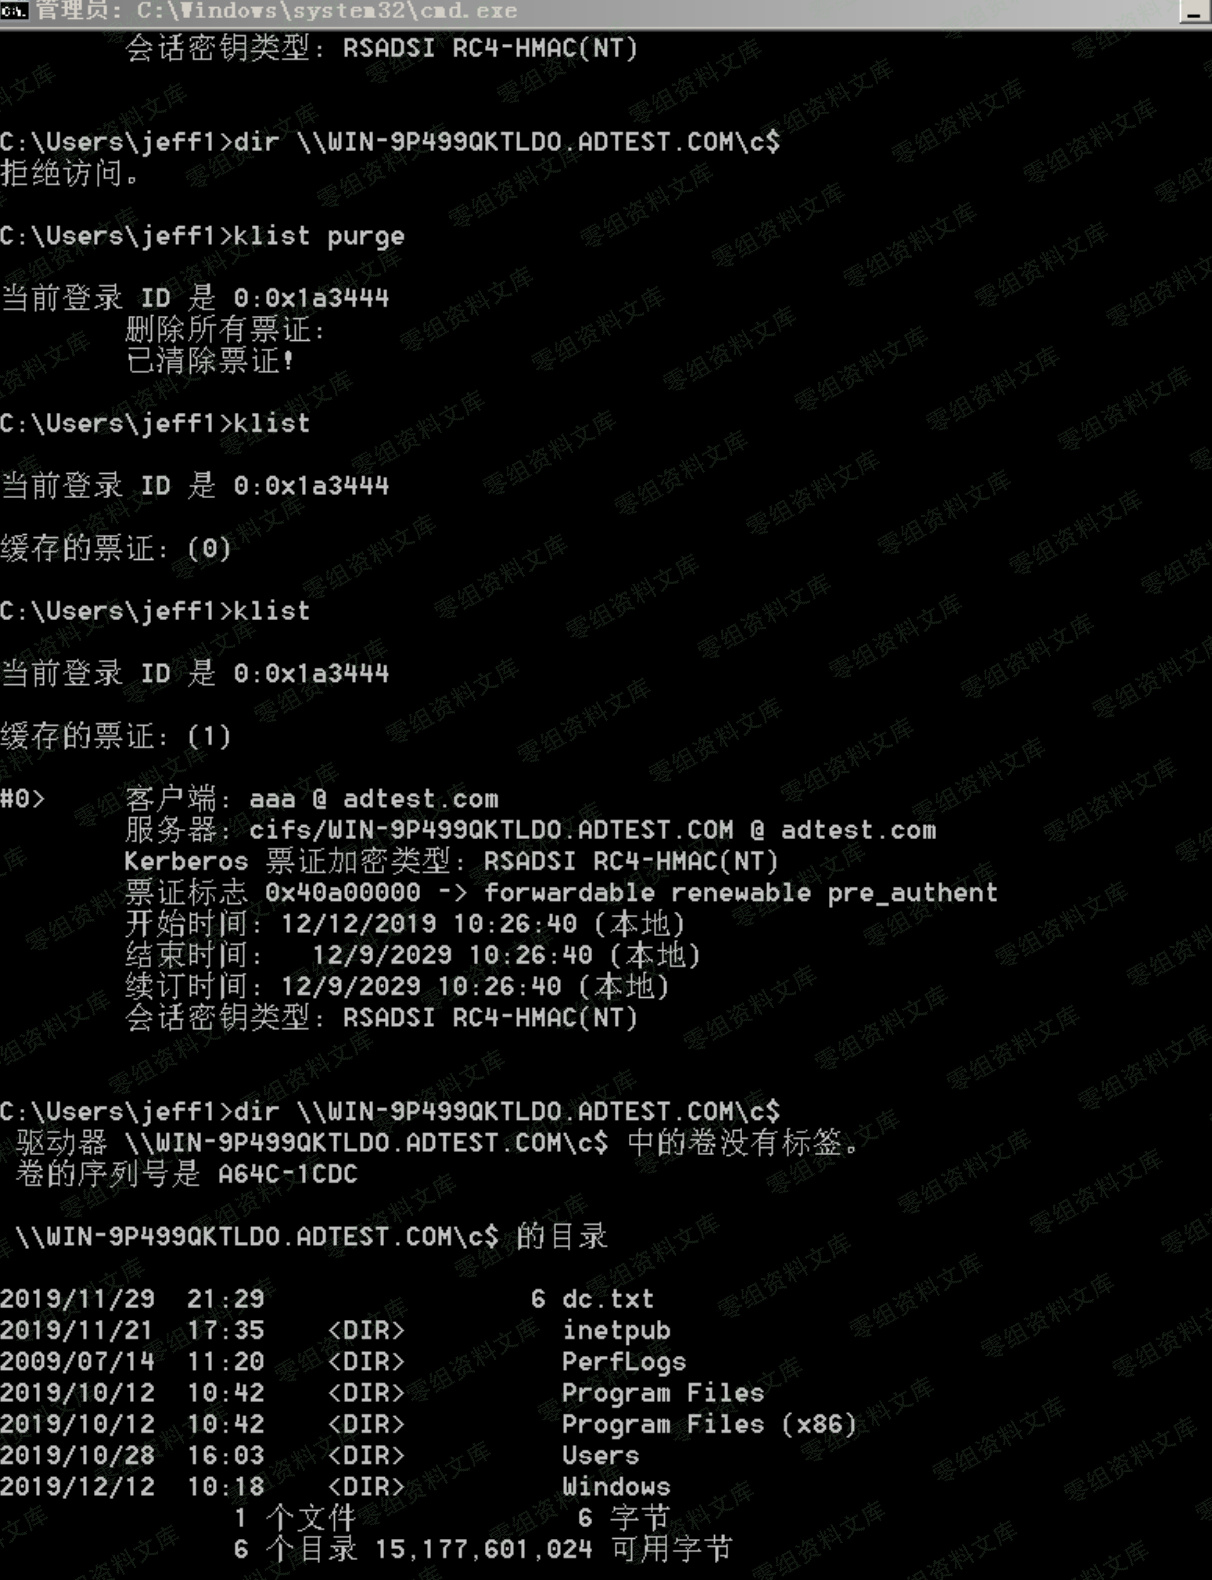 管理员: C:\Windows\system32\cmd.exe
会话密钥类型: RSADSI RC4-HMAC(NT)
C:\Users\jeff1>dir \\WIN-9P499QKTLDO.ADTEST.COM\c$
拒绝访问。
C:\Users\jeff1>klist purge
当前登录 ID 是 0:0x1a3444
删除所有票证:
已清除票证!
C:\Users\jeff1>klist
当前登录 ID 是 0:0x1a3444
缓存的票证: (0)
C:\Users\jeff1>klist
当前登录 ID 是 0:0x1a3444
缓存的票证: (1)
#0> 客户端: aaa @ adtest.com
服务器: cifs/WIN-9P499QKTLDO.ADTEST.COM @ adtest.com
Kerberos 票证加密类型: RSADSI RC4-HMAC(NT)
票证标志 0x40a00000 -> forwardable renewable pre_authent
开始时间: 12/12/2019 10:26:40 (本地)
结束时间: 12/9/2029 10:26:40 (本地)
续订时间: 12/9/2029 10:26:40 (本地)
会话密钥类型: RSADSI RC4-HMAC(NT)
C:\Users\jeff1>dir \\WIN-9P499QKTLDO.ADTEST.COM\c$
驱动器 \\WIN-9P499QKTLDO.ADTEST.COM\c$ 中的卷没有标签。
卷的序列号是 A64C-1CDC
\\WIN-9P499QKTLDO.ADTEST.COM\c$ 的目录
2019/11/29 21:29 6 dc.txt
2019/11/21 17:35 <DIR> inetpub
2009/07/14 11:20 <DIR> PerfLogs
2019/10/12 10:42 <DIR> Program Files
2019/10/12 10:42 <DIR> Program Files (x86)
2019/10/28 16:03 <DIR> Users
2019/12/12 10:18 <DIR> Windows
1 个文件 6 字节
6 个目录 15,177,601,024 可用字节
零组资料文库